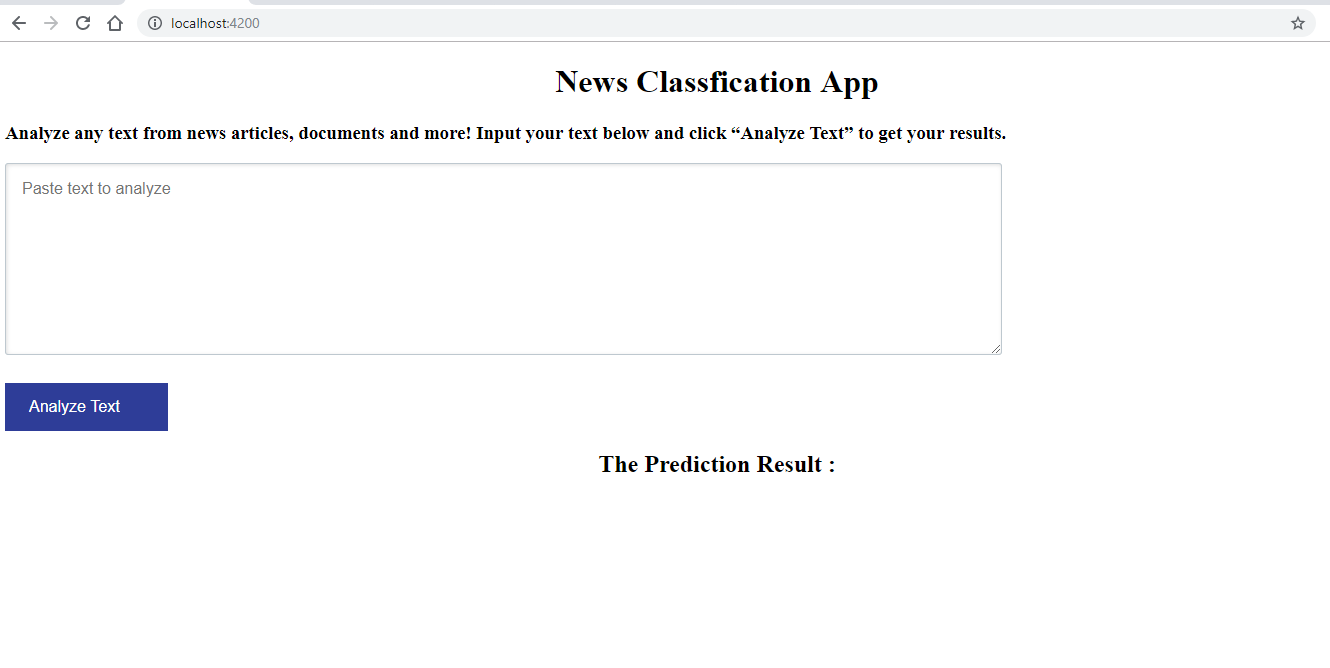 localhost:4200
News Classfication App
Analyze any text from news articles, documents and more! Input your text below and click “Analyze Text” to get your results.
Paste text to analyze
Analyze Text
The Prediction Result :